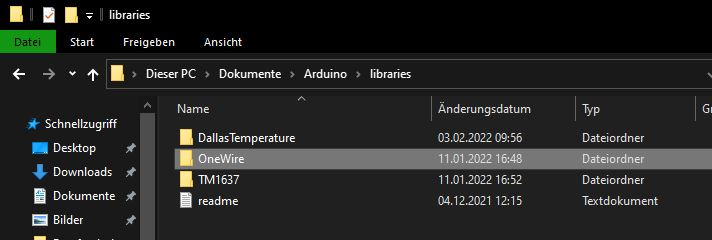 libraries
Datei Start Freigeben Ansicht
Dieser PC > Dokumente > Arduino > libraries
Name Änderungsdatum Typ
Schnellzugriff
DallasTemperature 03.02.2022 09:56 Dateiordner
Desktop
OneWire 11.01.2022 16:48 Dateiordner
Downloads
TM1637 11.01.2022 16:52 Dateiordner
Dokumente
readme 04.12.2021 12:15 Textdokument
Bilder